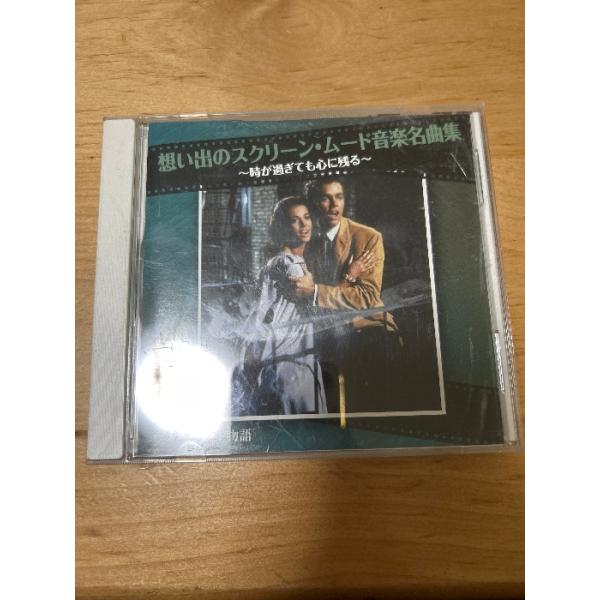 想い出のスクリーン・ムード音楽名曲集
〜時が過ぎても心に残る〜
物語